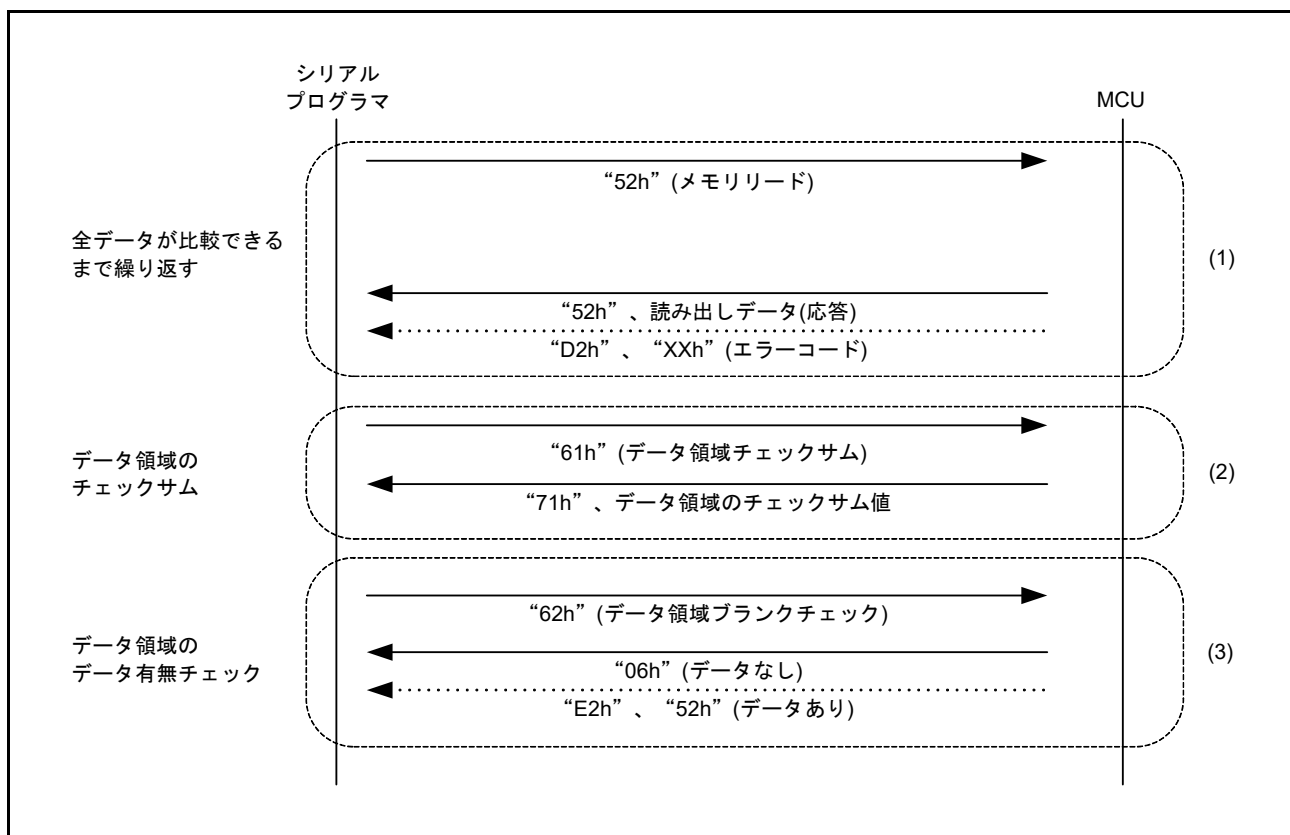 シリアル
プログラマ
MCU
“52h” (メモリリード)
全データが比較できる
まで繰り返す
(1)
“52h” 、読み出しデータ(応答)
“D2h” 、 “XXh” (エラーコード)
“61h” (データ領域チェックサム)
データ領域の
チェックサム
(2)
“71h” 、データ領域のチェックサム値
“62h” (データ領域ブランクチェック)
データ領域の
データ有無チェック
(3)
“06h” (データなし)
“E2h” 、 “52h” (データあり)